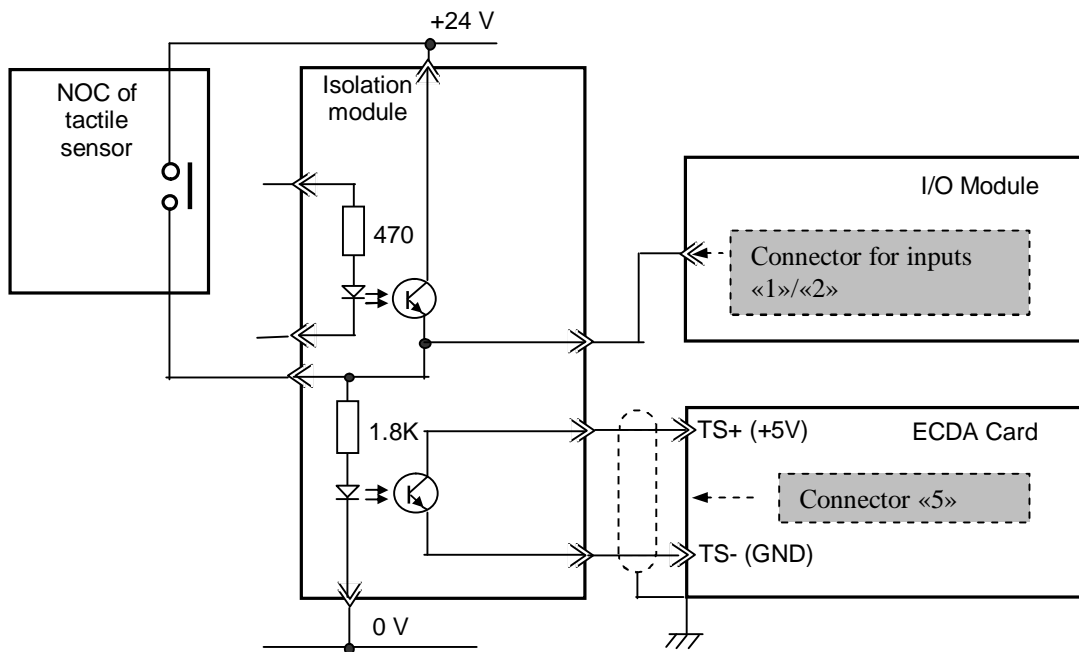 +24 V
NOC of
tactile
sensor
Isolation
module
470
I/O Module
Connector for inputs
«1»/«2»
1.8K
TS+ (+5V)
ECDA Card
Connector «5»
TS- (GND)
0 V